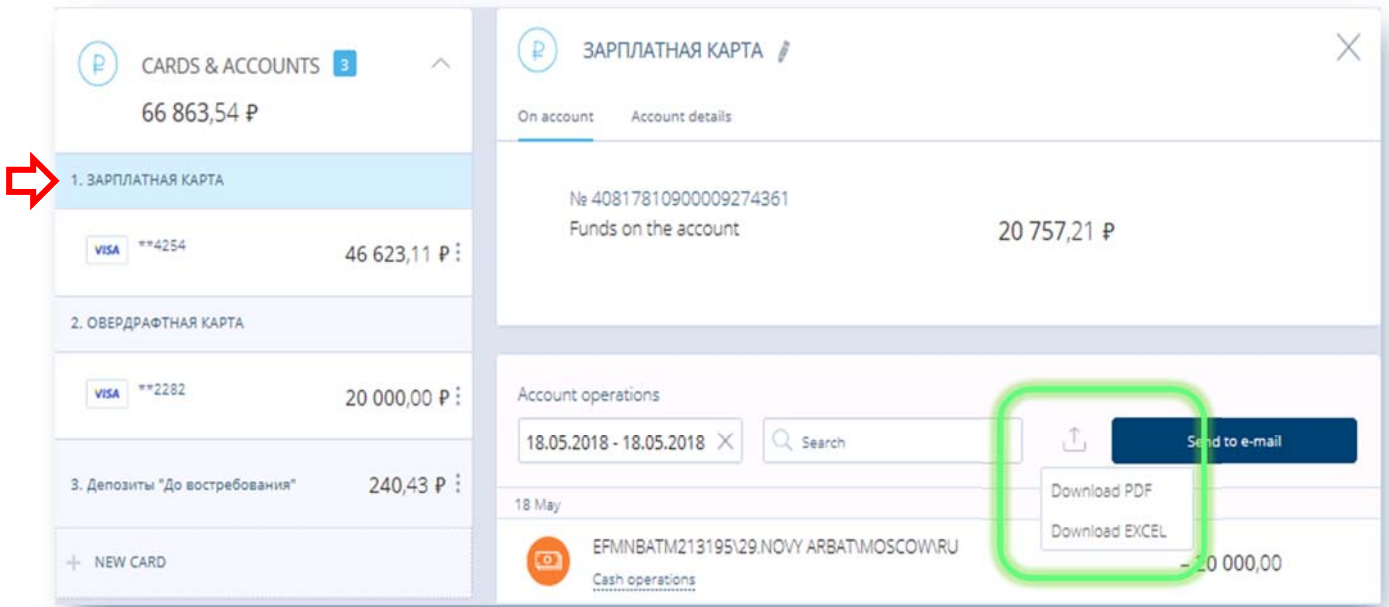 CARDS & ACCOUNTS 3
66 863,54 ₽
1. ЗАРПЛАТНАЯ КАРТА
VISA **4254
46 623,11 ₽
2. ОВЕРДРАФТНАЯ КАРТА
VISA **2282
20 000,00 ₽
3. Депозиты "До востребования" 240,43 ₽
+ NEW CARD
₽ ЗАРПЛАТНАЯ КАРТА
On account Account details
№ 40817810900009274361
Funds on the account 20 757,21 ₽
Account operations
18.05.2018 - 18.05.2018 Search Send to e-mail
Download PDF
Download EXCEL
18 May
EFMNBATM213195\29.NOVY ARBAT\MOSCOW\RU
Cash operations
– 20 000,00